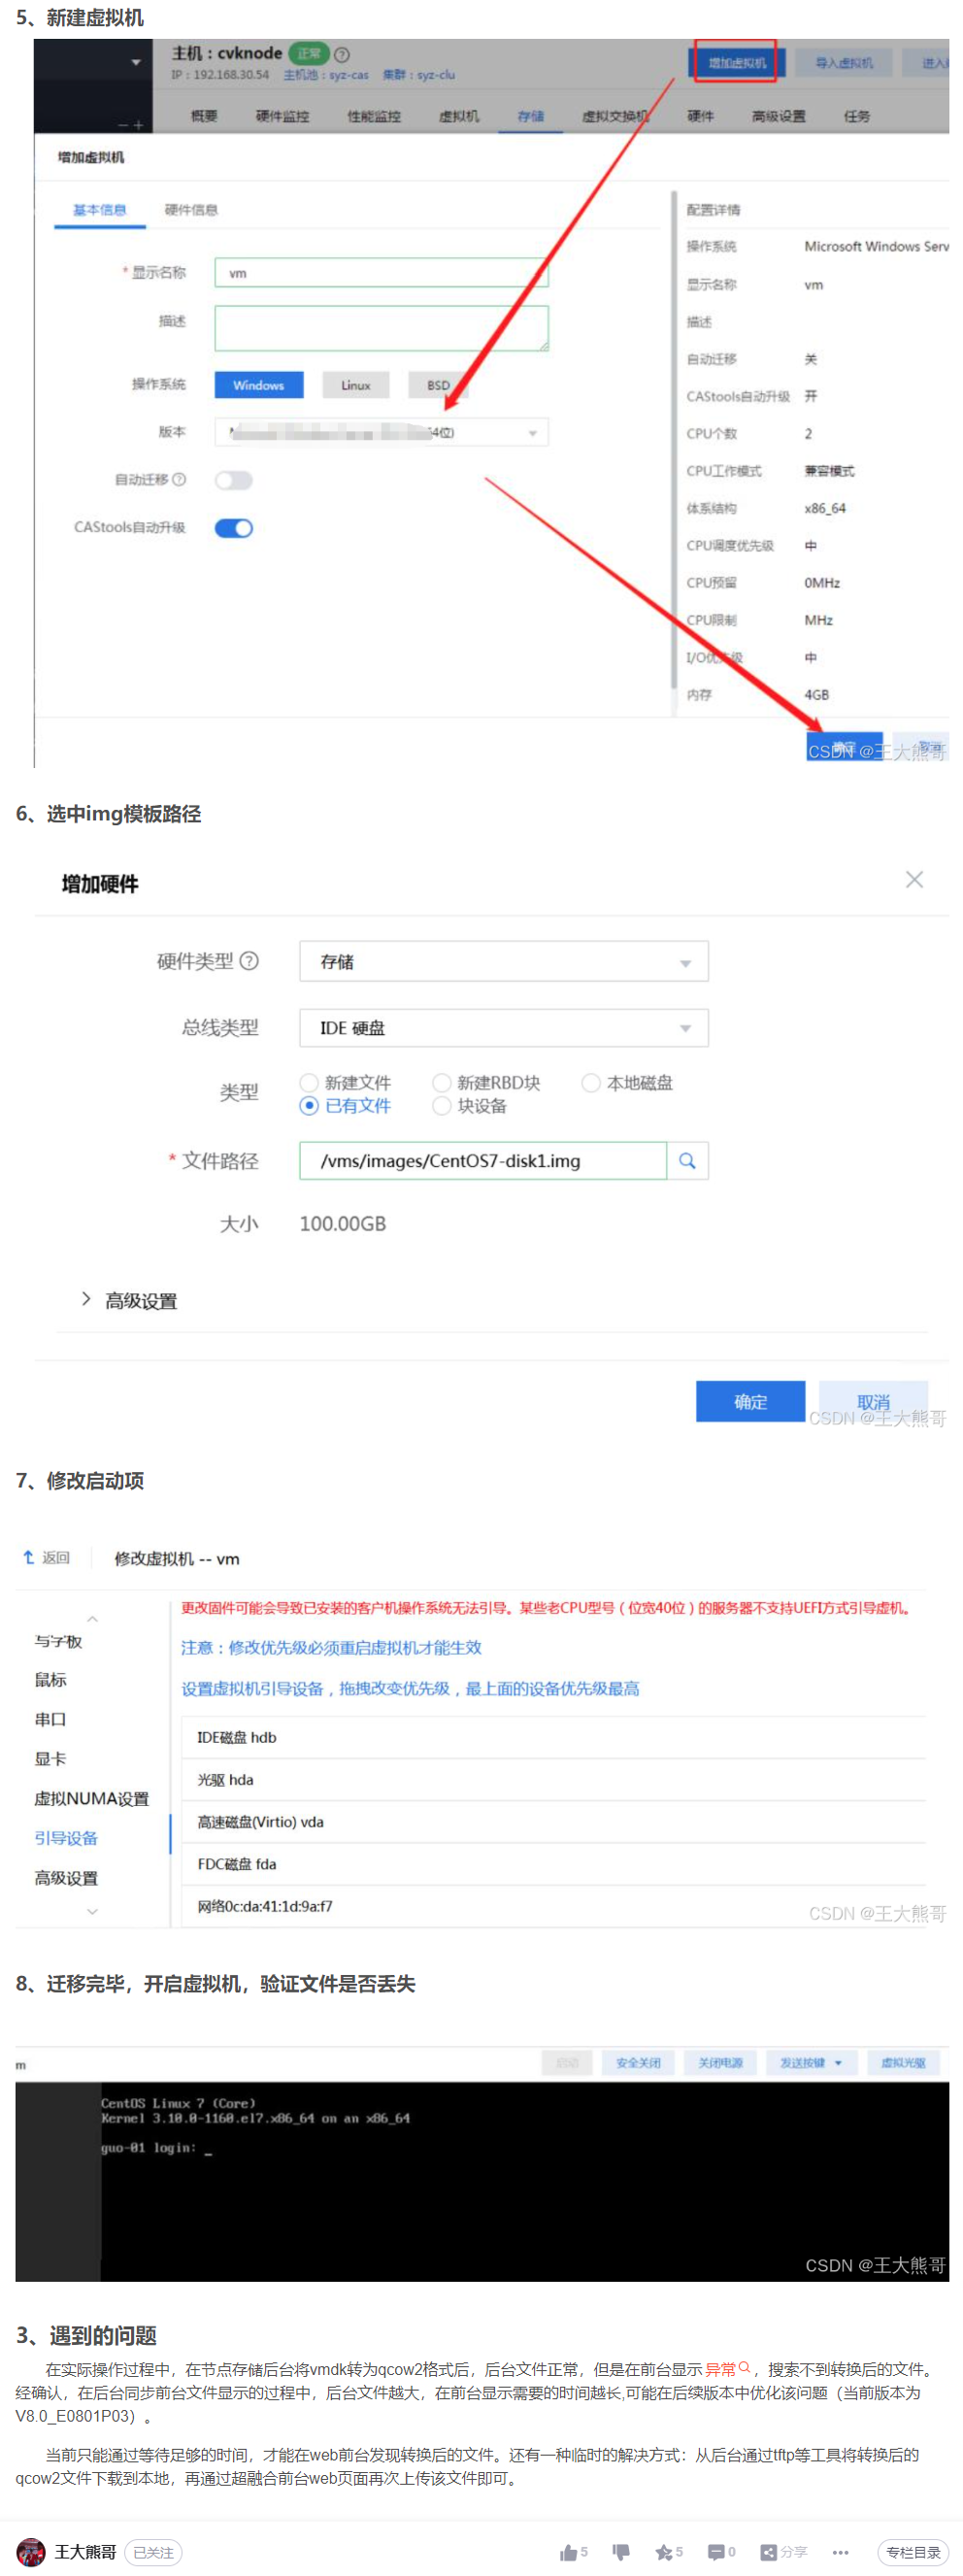 5、新建虚拟机
主机：cvknode 正常 ?
增加虚拟机 导入虚拟机
IP：192.168.30.54 主机池：syz-cas 集群：syz-clu
概要 硬件监控 性能监控 虚拟机 存储 虚拟交换机 硬件 高级设置 任务
增加虚拟机
基本信息 硬件信息
* 显示名称 vm
描述
操作系统 Windows Linux BSD
版本 64位)
自动迁移 ?
CAStools自动升级
配置详情
操作系统 Microsoft Windows Serv
显示名称 vm
描述
自动迁移 关
CAStools自动升级 开
CPU个数 2
CPU工作模式 兼容模式
体系结构 x86_64
CPU调度优先级 中
CPU预留 0MHz
CPU限制 MHz
I/O优先级 中
内存 4GB
确定 取消
CSDN @王大熊哥
6、选中img模板路径
增加硬件
硬件类型 ? 存储
总线类型 IDE 硬盘
类型 新建文件 新建RBD块 本地磁盘
已有文件 块设备
* 文件路径 /vms/images/CentOS7-disk1.img
大小 100.00GB
> 高级设置
确定 取消
CSDN @王大熊哥
7、修改启动项
返回 修改虚拟机 -- vm
写字板
鼠标
串口
显卡
虚拟NUMA设置
引导设备
高级设置
更改固件可能会导致已安装的客户机操作系统无法引导。某些老CPU型号（位宽40位）的服务器不支持UEFI方式引导虚机。
注意：修改优先级必须重启虚拟机才能生效
设置虚拟机引导设备，拖拽改变优先级，最上面的设备优先级最高
IDE磁盘 hdb
光驱 hda
高速磁盘(Virtio) vda
FDC磁盘 fda
网络0c:da:41:1d:9a:f7
CSDN @王大熊哥
8、迁移完毕，开启虚拟机，验证文件是否丢失
m 启动 安全关闭 关闭电源 发送按键 虚拟光驱
CentOS Linux 7 (Core)
Kernel 3.10.0-1160.el7.x86_64 on an x86_64
guo-01 login: _
CSDN @王大熊哥
3、遇到的问题
在实际操作过程中，在节点存储后台将vmdk转为qcow2格式后，后台文件正常，但是在前台显示异常，搜索不到转换后的文件。
经确认，在后台同步前台文件显示的过程中，后台文件越大，在前台显示需要的时间越长,可能在后续版本中优化该问题（当前版本为
V8.0_E0801P03）。
当前只能通过等待足够的时间，才能在web前台发现转换后的文件。还有一种临时的解决方式：从后台通过tftp等工具将转换后的
qcow2文件下载到本地，再通过超融合前台web页面再次上传该文件即可。
王大熊哥 已关注 5 5 0 分享 ••• 专栏目录